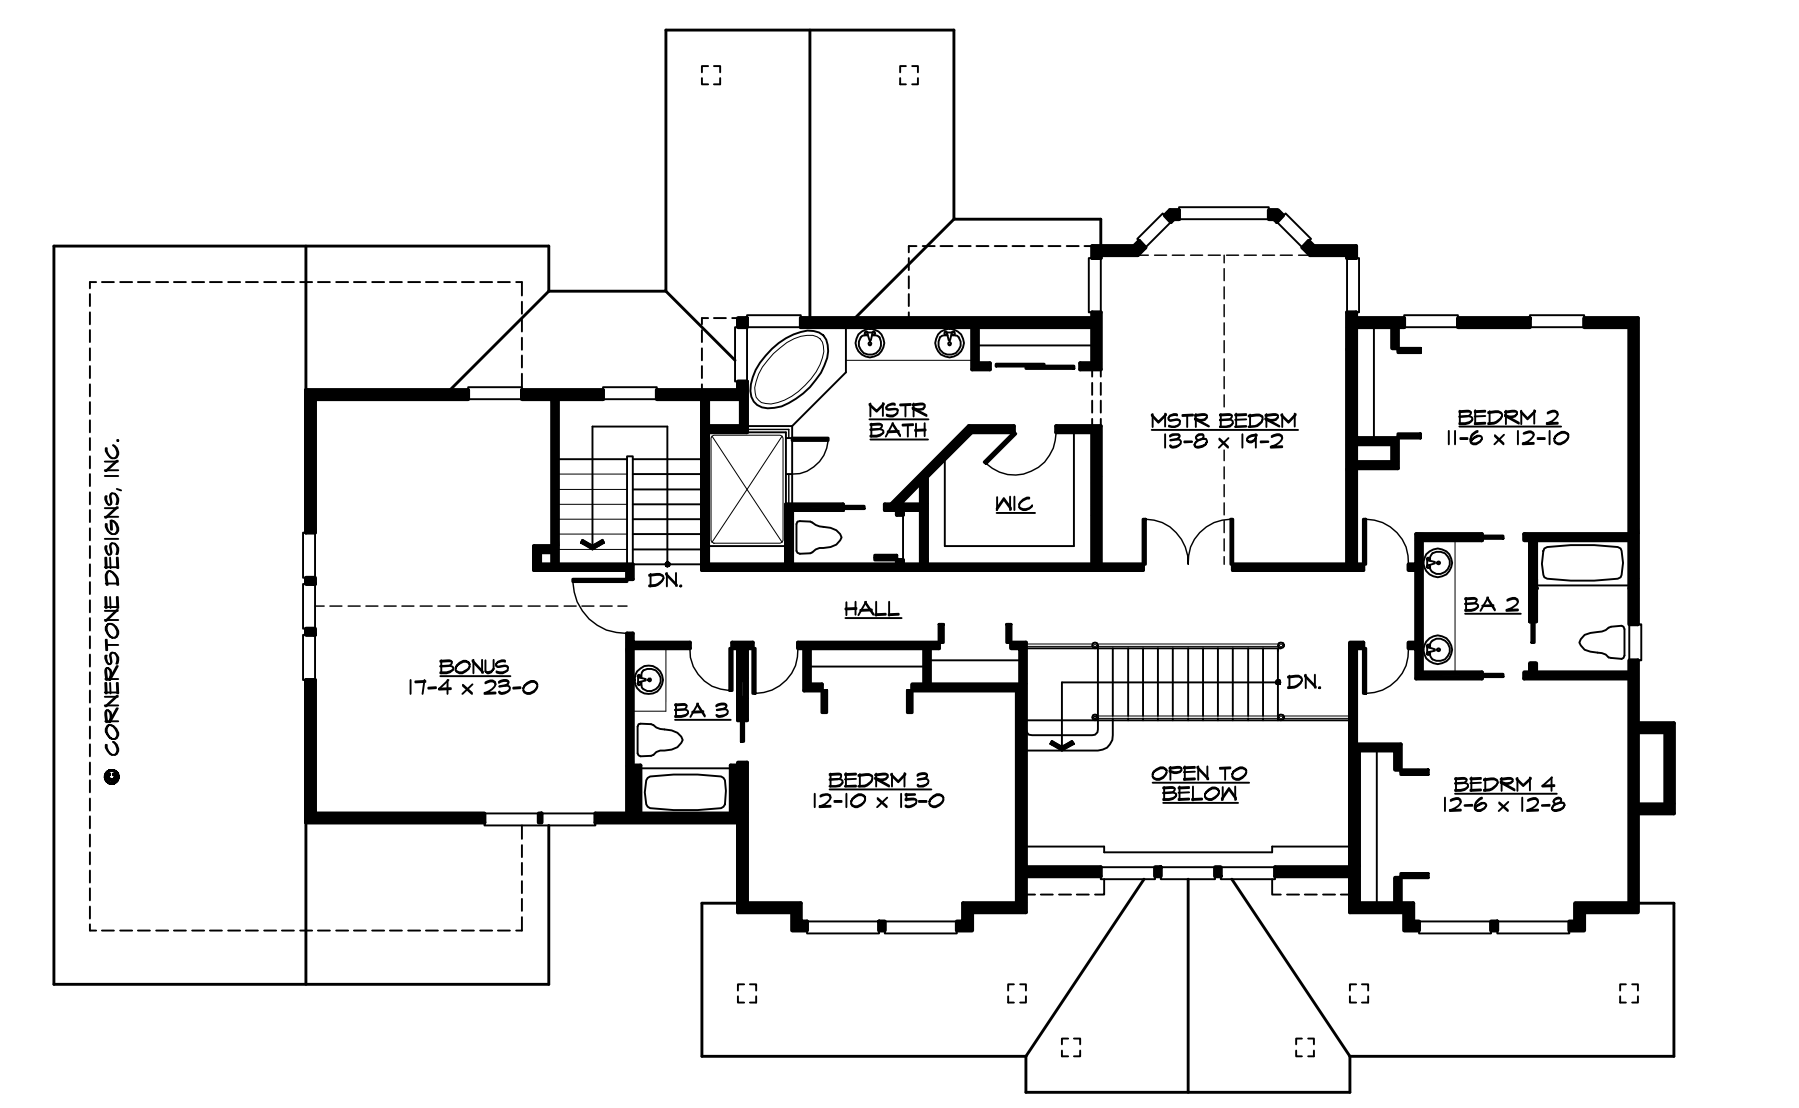 MSTR
BATH
MSTR BEDRM
13-8 x 19-2
BEDRM 2
11-6 x 12-10
WIC
DN.
HALL
BA 2
BONUS
17-4 x 23-0
BA 3
DN.
BEDRM 3
12-10 x 15-0
OPEN TO
BELOW
BEDRM 4
12-6 x 12-8
© CORNERSTONE DESIGNS, INC.